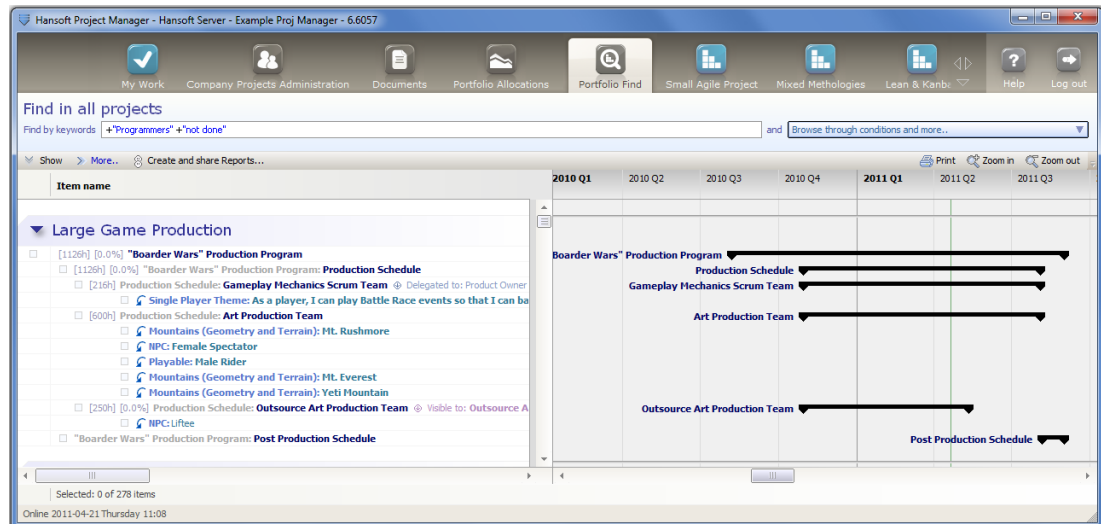 Hansoft Project Manager - Hansoft Server - Example Proj Manager - 6.6057
My Work Company Projects Administration Documents Portfolio Allocations Portfolio Find Small Agile Project Mixed Methologies Lean & Kanba Help Log out
Find in all projects
Find by keywords +"Programmers" +"not done" and Browse through conditions and more..
Show More.. Create and share Reports... Print Zoom in Zoom out
Item name 2010 Q1 2010 Q2 2010 Q3 2010 Q4 2011 Q1 2011 Q2 2011 Q3
Large Game Production
[1126h] [0.0%] "Boarder Wars" Production Program Boarder Wars" Production Program
[1126h] [0.0%] "Boarder Wars" Production Program: Production Schedule Production Schedule
[216h] Production Schedule: Gameplay Mechanics Scrum Team Delegated to: Product Owner Gameplay Mechanics Scrum Team
Single Player Theme: As a player, I can play Battle Race events so that I can ba
[600h] Production Schedule: Art Production Team Art Production Team
Mountains (Geometry and Terrain): Mt. Rushmore
NPC: Female Spectator
Playable: Male Rider
Mountains (Geometry and Terrain): Mt. Everest
Mountains (Geometry and Terrain): Yeti Mountain
[250h] [0.0%] Production Schedule: Outsource Art Production Team Visible to: Outsource A Outsource Art Production Team
NPC: Liftee
"Boarder Wars" Production Program: Post Production Schedule Post Production Schedule
Selected: 0 of 278 items
Online 2011-04-21 Thursday 11:08